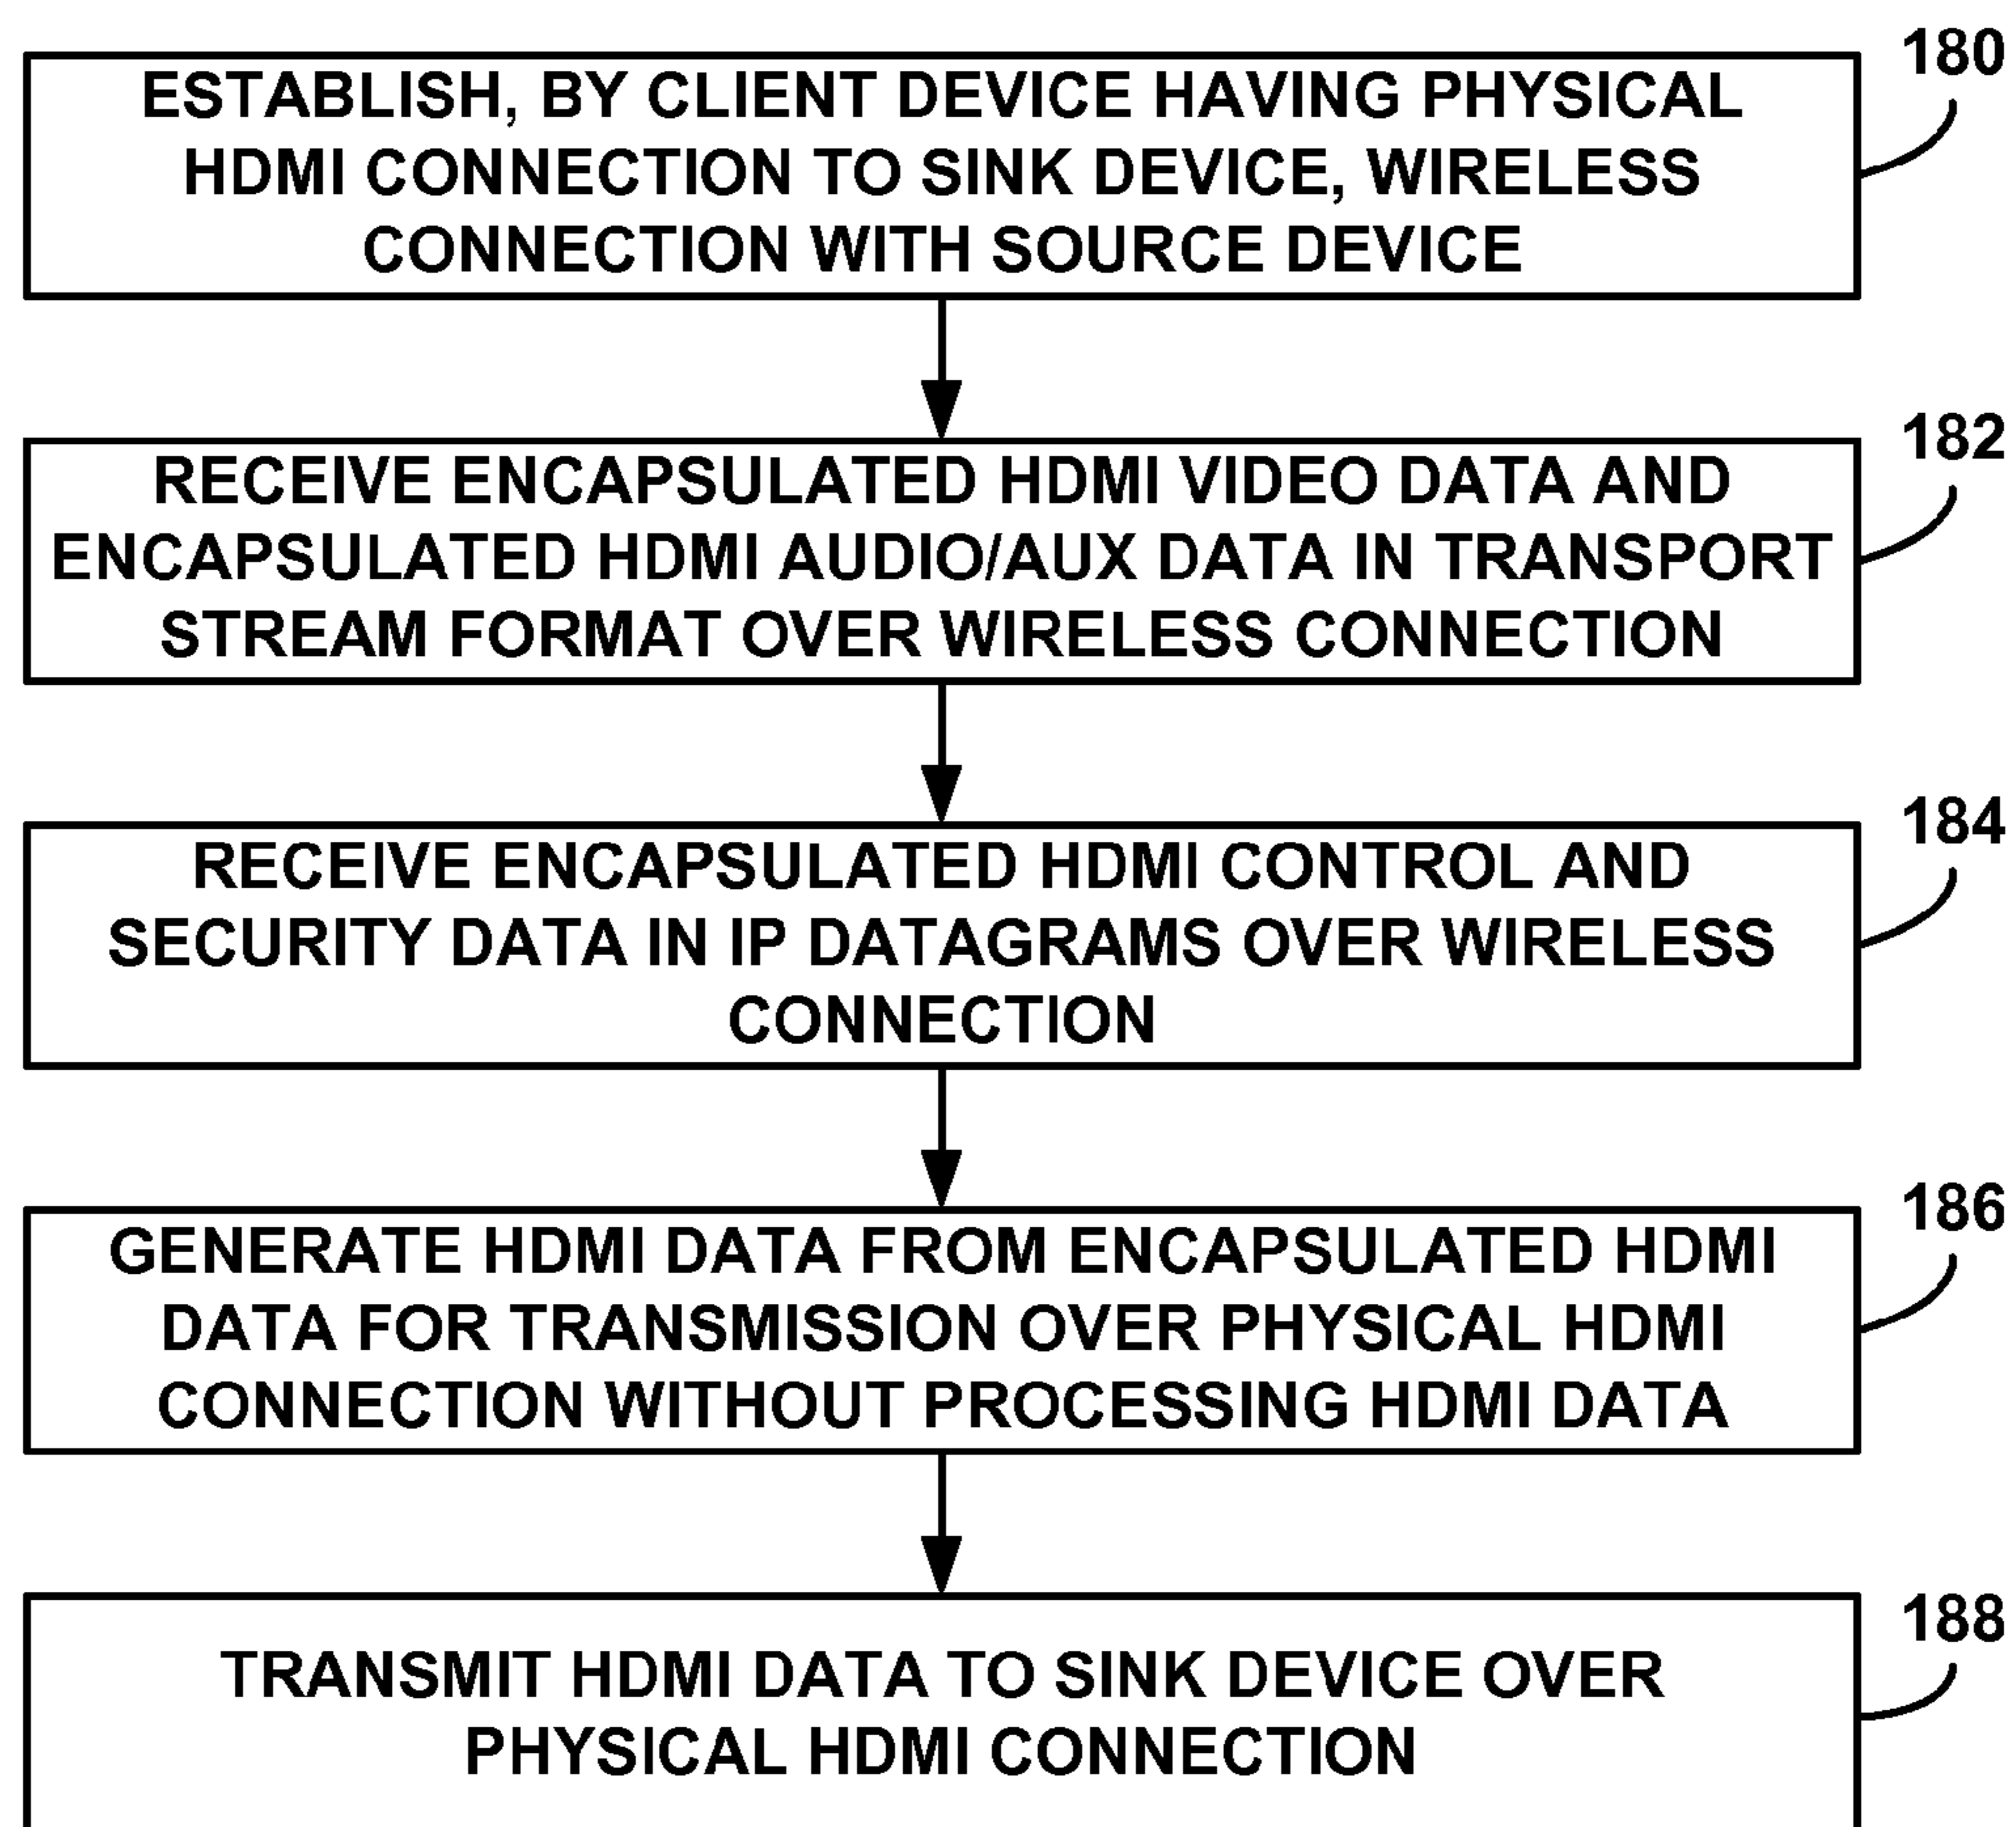 180
ESTABLISH, BY CLIENT DEVICE HAVING PHYSICAL
HDMI CONNECTION TO SINK DEVICE, WIRELESS
CONNECTION WITH SOURCE DEVICE
182
RECEIVE ENCAPSULATED HDMI VIDEO DATA AND
ENCAPSULATED HDMI AUDIO/AUX DATA IN TRANSPORT
STREAM FORMAT OVER WIRELESS CONNECTION
184
RECEIVE ENCAPSULATED HDMI CONTROL AND
SECURITY DATA IN IP DATAGRAMS OVER WIRELESS
CONNECTION
186
GENERATE HDMI DATA FROM ENCAPSULATED HDMI
DATA FOR TRANSMISSION OVER PHYSICAL HDMI
CONNECTION WITHOUT PROCESSING HDMI DATA
188
TRANSMIT HDMI DATA TO SINK DEVICE OVER
PHYSICAL HDMI CONNECTION